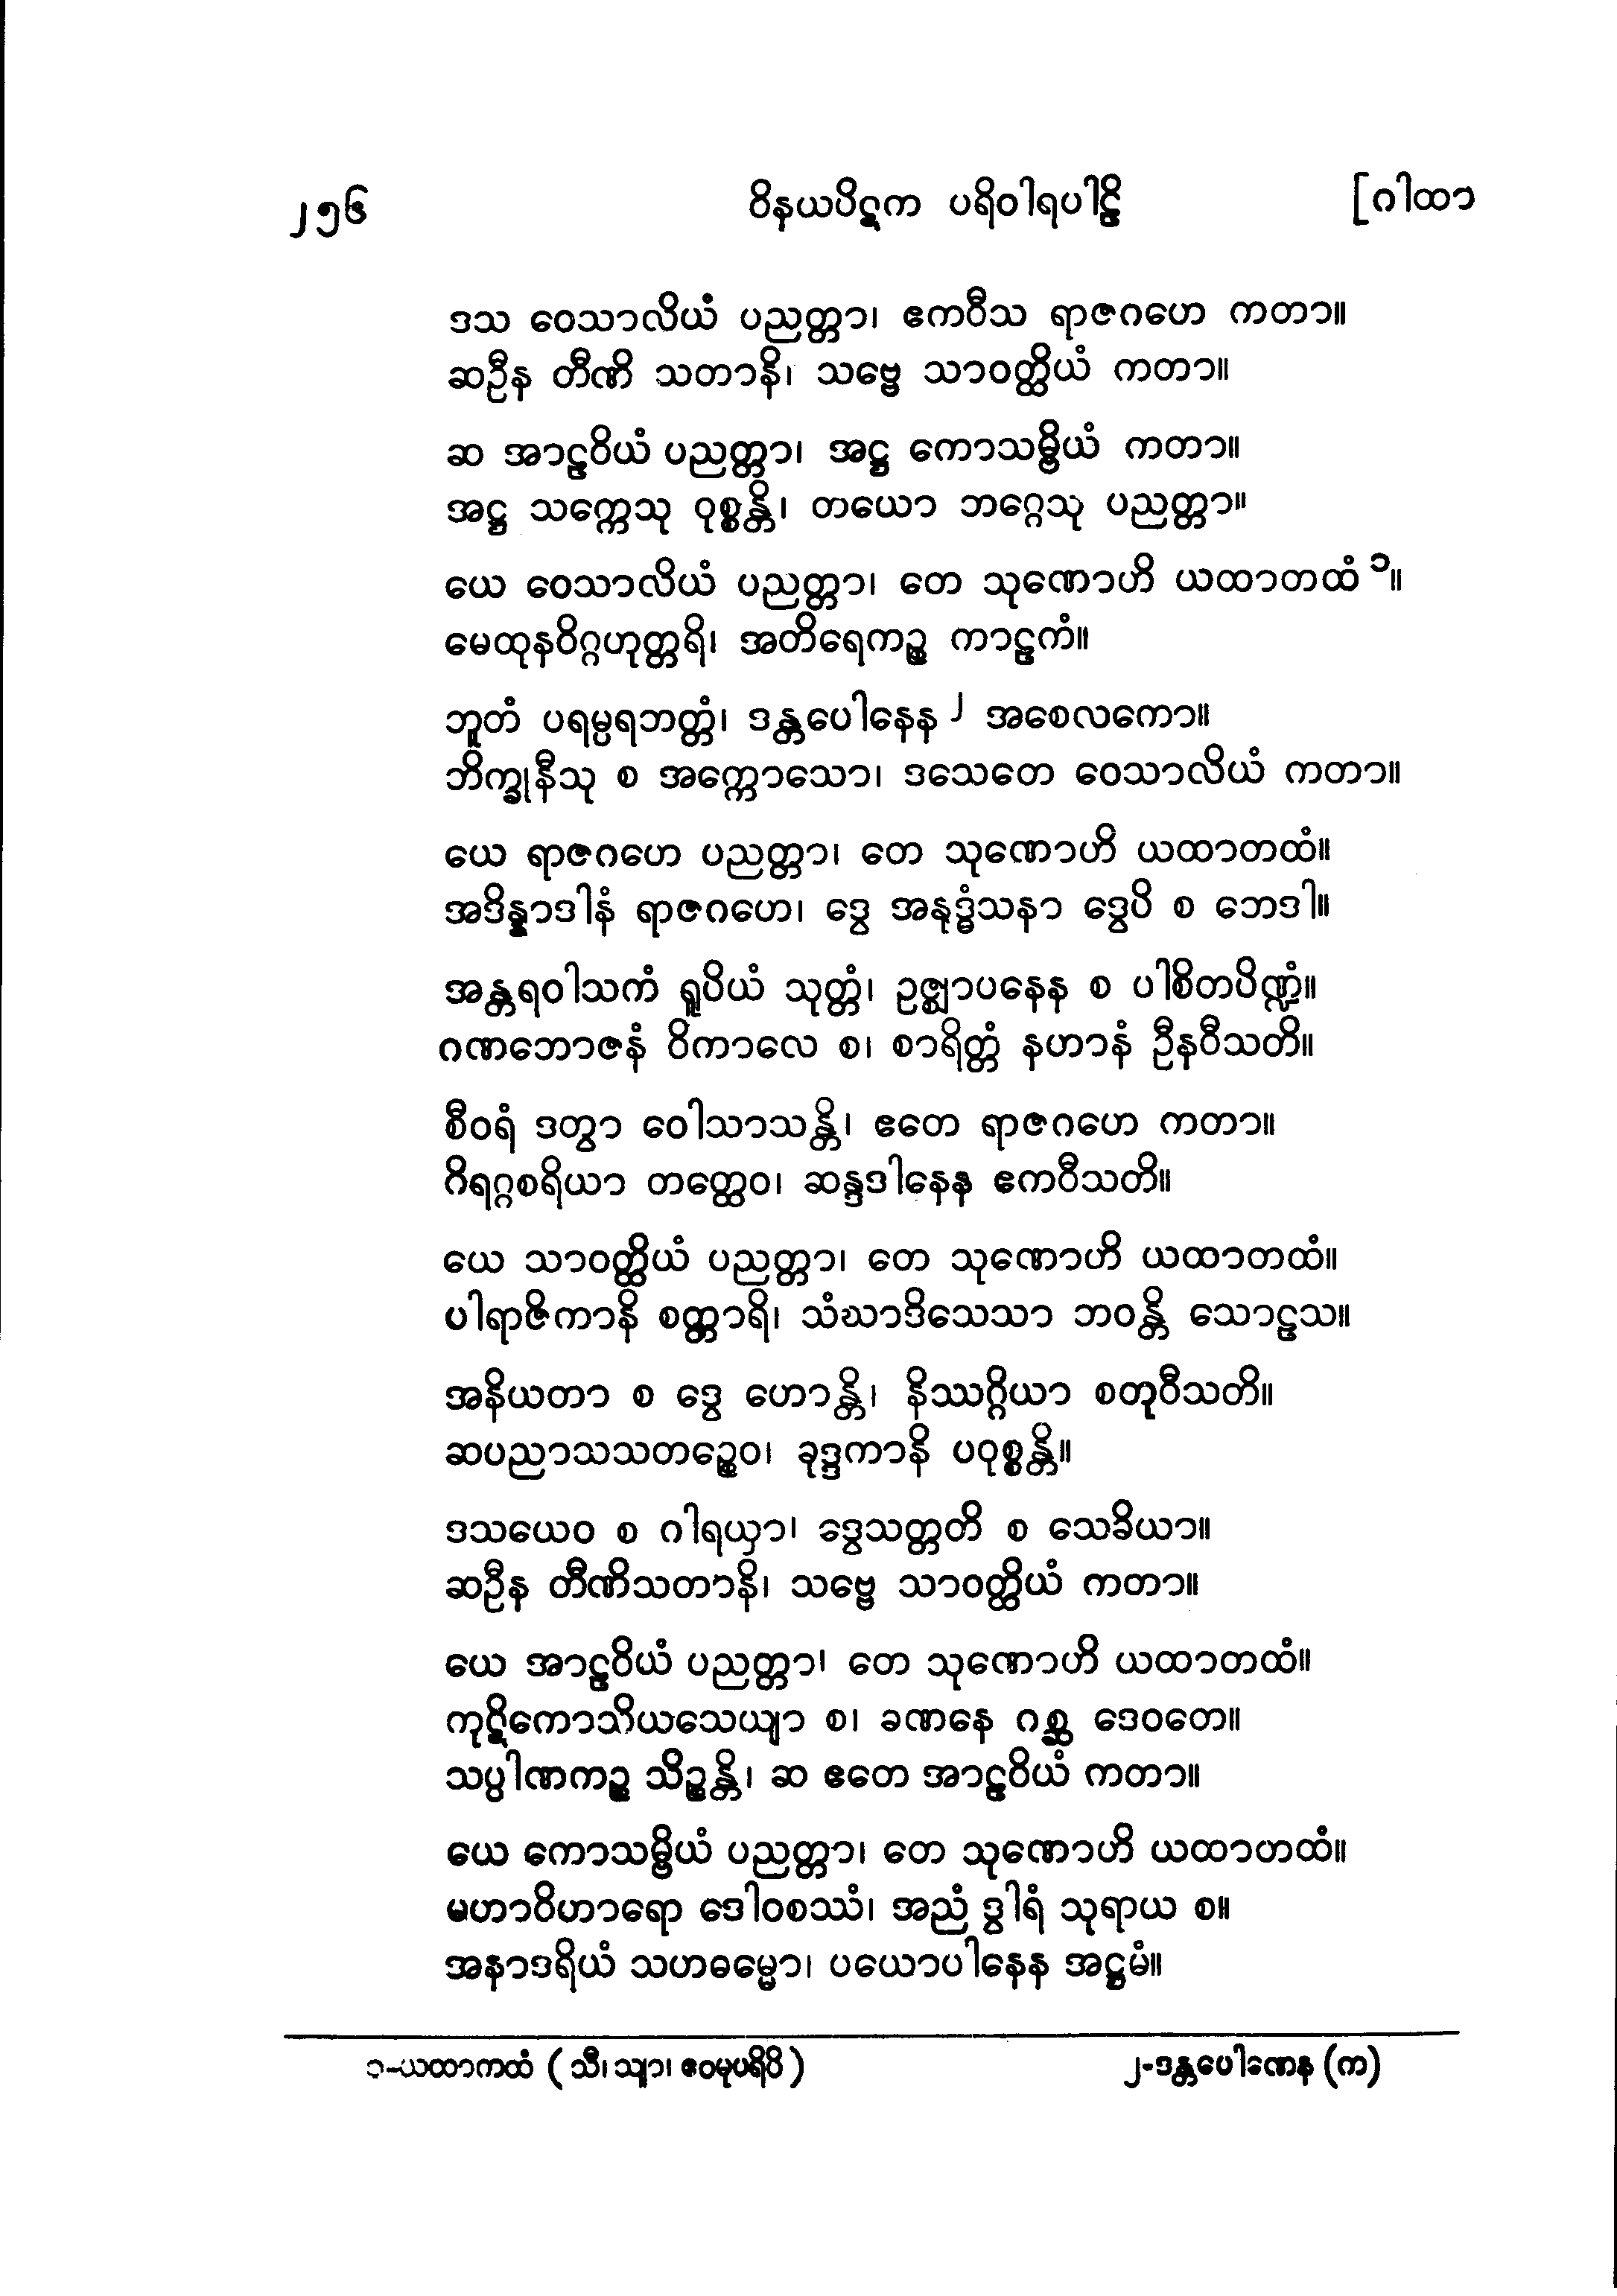 ၂၅၆ ဝိနယပိဋက ပရိဝါရပါဠိ [ဂါထာ
ဒသ ဝေသာလိယံ ပညတ္တာ၊ ဧကဝီသ ရာဇဂဟေ ကတာ။
ဆဦန တီဏိ သတာနိ၊ သဗ္ဗေ သာဝတ္ထိယံ ကတာ။
ဆ အာဠဝိယံ ပညတ္တာ၊ အဋ္ဌ ကောသမ္ဗိယံ ကတာ။
အဋ္ဌ သက္ကေသု ဝုစ္စန္တိ၊ တယော ဘဂ္ဂေသု ပညတ္တာ။
ယေ ဝေသာလိယံ ပညတ္တာ၊ တေ သုဏောဟိ ယထာတထံ ၁။
မေထုနဝိဂ္ဂဟုတ္တရိ၊ အတိရေကဉ္စ ကာဠကံ။
ဘူတံ ပရမ္ပရဘတ္တံ၊ ဒန္တပေါနေန ၂ အစေလကော။
ဘိက္ခုနီသု စ အက္ကောသော၊ ဒသေတေ ဝေသာလိယံ ကတာ။
ယေ ရာဇဂဟေ ပညတ္တာ၊ တေ သုဏောဟိ ယထာတထံ။
အဒိန္နာဒါနံ ရာဇဂဟေ၊ ဒွေ အနုဒ္ဓံသနာ ဒွေပိ စ ဘေဒါ။
အန္တရဝါသကံ ရူပိယံ သုတ္တံ၊ ဥဇ္ဈာပနေန စ ပါစိတပိဏ္ဍံ။
ဂဏဘောဇနံ ဝိကာလေ စ၊ စာရိတ္တံ နဟာနံ ဦနဝီသတိ။
စီဝရံ ဒတွာ ဝေါသာသန္တိ၊ ဧတေ ရာဇဂဟေ ကတာ။
ဂိရဂ္ဂစရိယာ တတ္ထေဝ၊ ဆန္ဒဒါနေန ဧကဝီသတိ။
ယေ သာဝတ္ထိယံ ပညတ္တာ၊ တေ သုဏောဟိ ယထာတထံ။
ပါရာဇိကာနိ စတ္တာရိ၊ သံဃာဒိသေသာ ဘဝန္တိ သောဠသ။
အနိယတာ စ ဒွေ ဟောန္တိ၊ နိဿဂ္ဂိယာ စတုဝီသတိ။
ဆပညာသသတဉ္စေဝ၊ ခုဒ္ဒကာနိ ပဝုစ္စန္တိ။
ဒသယေဝ စ ဂါရယှာ၊ ဒွေသတ္တတိ စ သေခိယာ။
ဆဦန တီဏိသတာနိ၊ သဗ္ဗေ သာဝတ္ထိယံ ကတာ။
ယေ အာဠဝိယံ ပညတ္တာ၊ တေ သုဏောဟိ ယထာတထံ။
ကုဋိကောသိယသေယျာ စ၊ ခဏနေ ဂစ္ဆ ဒေဝတေ။
သပ္ပါဏကဉ္စ သိဉ္စန္တိ၊ ဆ ဧတေ အာဠဝိယံ ကတာ။
ယေ ကောသမ္ဗိယံ ပညတ္တာ၊ တေ သုဏောဟိ ယထာတထံ။
မဟာဝိဟာရော ဒေါဝစဿံ၊ အညံ ဒွါရံ သုရာယ စ။
အနာဒရိယံ သဟဓမ္မော၊ ပယောပါနေန အဋ္ဌမံ။
၁-ယထာကထံ (သီ၊ သျာ၊ ဧဝမုပရိပိ) ၂-ဒန္တပေါဏေန (က)